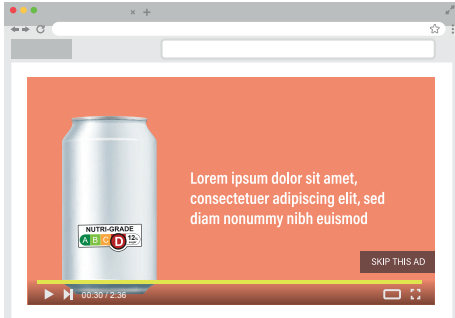 Lorem ipsum dolor sit amet,
consectetuer adipiscing elit, sed
diam nonummy nibh euismod
NUTRI-GRADE
A B C D 12%
SKIP THIS AD
00:30 / 2:36